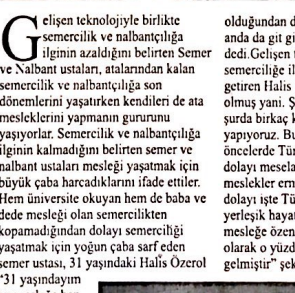 Gelişen teknolojiyle birlikte
semercilik ve nalbantçılığa
ilginin azaldığını belirten Semer
ve Nalbant ustaları, atalarından kalan
semercilik ve nalbantçılığa son
dönemlerini yaşatırken kendileri de ata
mesleklerini yapmanın gururunu
yaşıyorlar. Semercilik ve nalbantçılığa
ilginin kalmadığını belirten semer ve
nalbant ustaları mesleği yaşatmak için
büyük çaba harcadıklarını ifade ettiler.
Hem üniversite okuyan hem de baba ve
dede mesleği olan semercilikten
kopamadığından dolayı semerciliği
yaşatmak için yoğun çaba sarf eden
semer ustası, 31 yaşındaki Halis Özerol
"31 yaşındayım
olduğundan d
anda da git gi
dedi.Gelişen t
semerciliğe il
getiren Halis
olmuş yani. Ş
şurda birkaç k
yapıyoruz. Bu
öncelerde Tür
dolayı mesela
meslekler erm
dolayı işte Tü
yerleşik hayat
mesleğe özen
olarak o yüzd
gelmiştir" şek